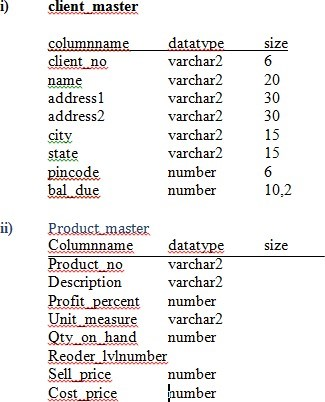 i) client_master
columnname datatype size
client_no varchar2 6
name varchar2 20
address1 varchar2 30
address2 varchar2 30
city varchar2 15
state varchar2 15
pincode number 6
bal_due number 10,2
ii) Product_master
Columnname datatype size
Product_no varchar2
Description varchar2
Profit_percent number
Unit_measure varchar2
Qty_on_hand number
Reoder_lvlnumber
Sell_price number
Cost_price number